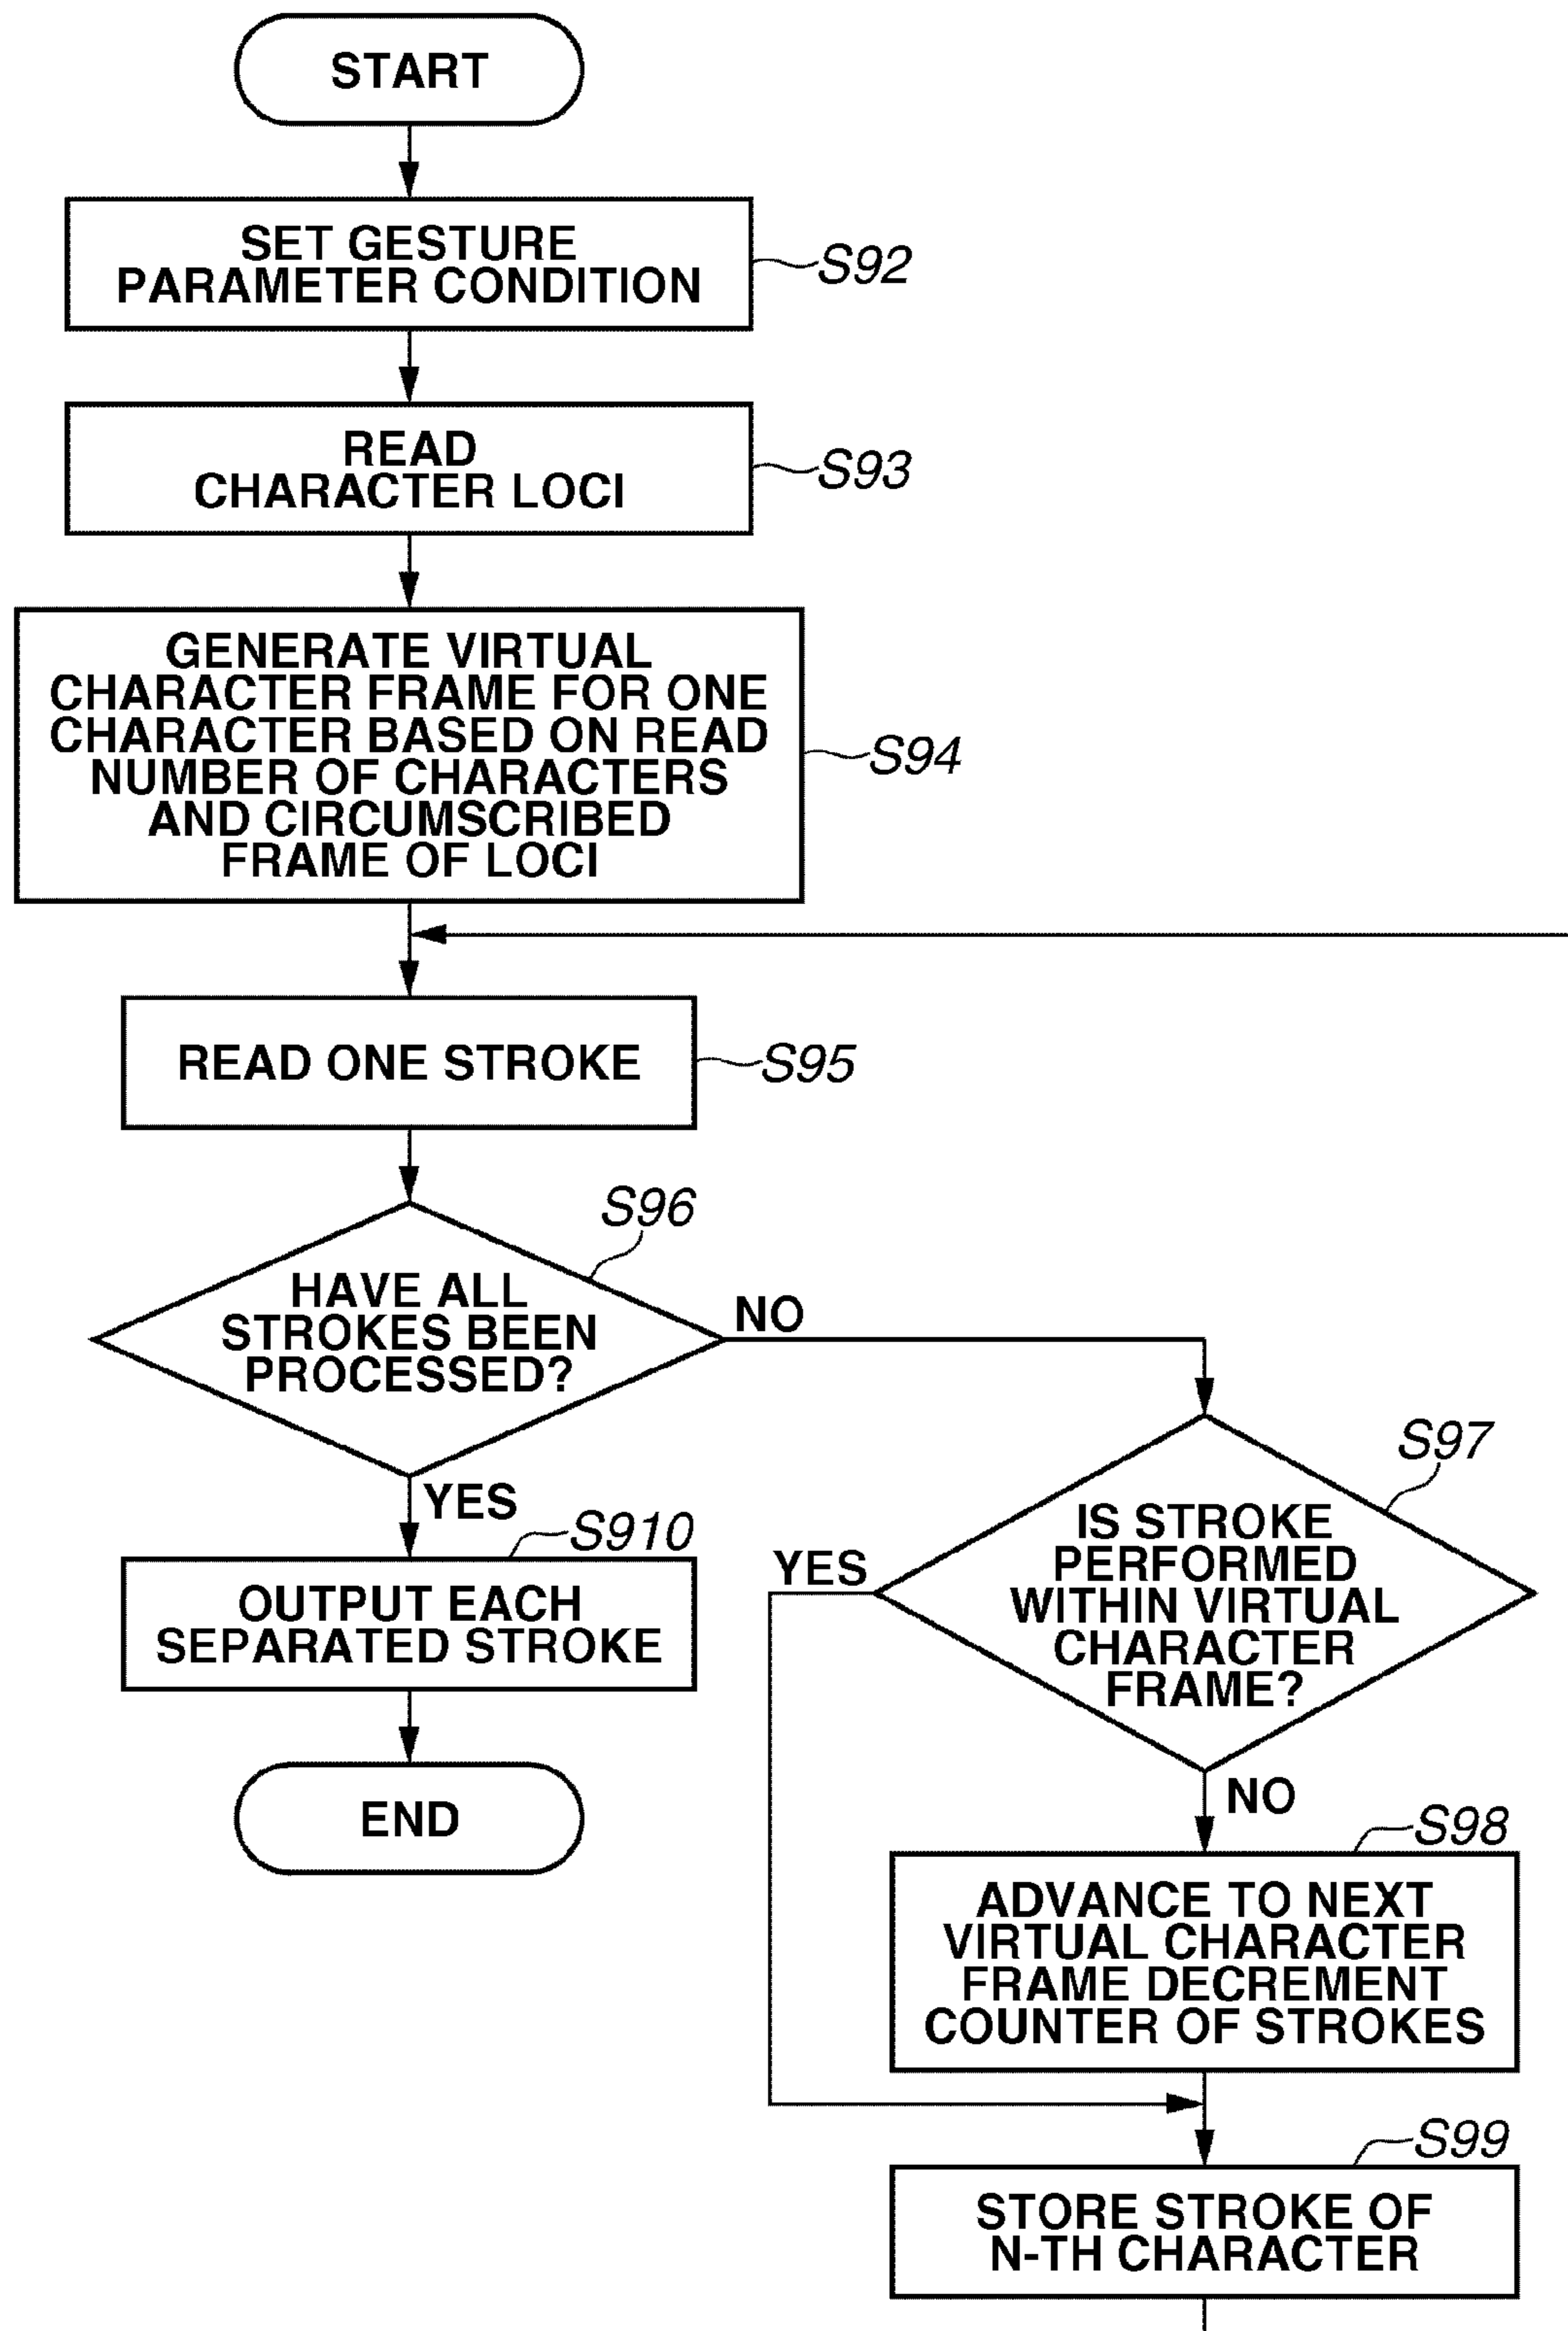 START
SET GESTURE
PARAMETER CONDITION
S92
READ
CHARACTER LOCI
S93
GENERATE VIRTUAL
CHARACTER FRAME FOR ONE
CHARACTER BASED ON READ
NUMBER OF CHARACTERS
AND CIRCUMSCRIBED
FRAME OF LOCI
S94
READ ONE STROKE
S95
S96
HAVE ALL
STROKES BEEN
PROCESSED?
NO
YES
S910
OUTPUT EACH
SEPARATED STROKE
END
S97
IS STROKE
PERFORMED
WITHIN VIRTUAL
CHARACTER
FRAME?
YES
NO
S98
ADVANCE TO NEXT
VIRTUAL CHARACTER
FRAME DECREMENT
COUNTER OF STROKES
S99
STORE STROKE OF
N-TH CHARACTER